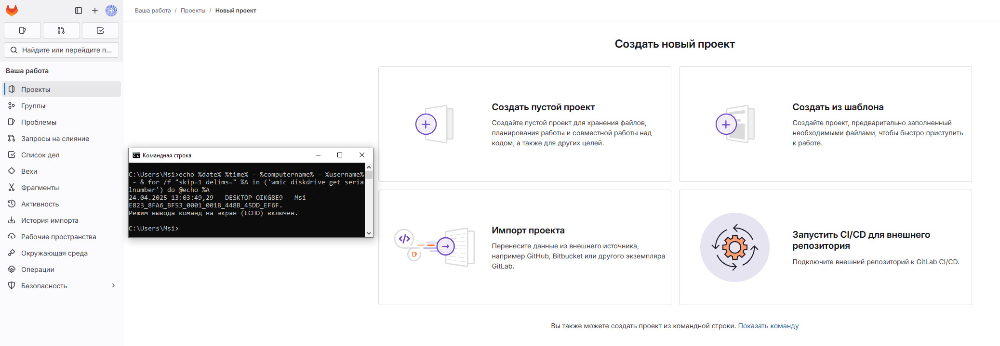 Ваша работа / Проекты / Новый проект
Найдите или перейдите п...
Ваша работа
Проекты
Группы
Проблемы
Запросы на слияние
Список дел
Вехи
Фрагменты
Активность
История импорта
Рабочие пространства
Окружающая среда
Операции
Безопасность
Командная строка
C:\Users\Msi>echo %date% %time% - %computername% - %username%
- & for /f "skip=1 delims=" %A in ('wmic diskdrive get seria
lnumber') do @echo %A
24.04.2025 13:03:49,29 - DESKTOP-OIKG8E9 - Msi -
E823_8FA6_BF53_0001_001B_448B_45DD_EF6F.
Режим вывода команд на экран (ECHO) включен.
C:\Users\Msi>
Создать новый проект
Создать пустой проект
Создайте пустой проект для хранения файлов,
планирования работы и совместной работы над
кодом, а также для других целей.
Создать из шаблона
Создайте проект, предварительно заполненный
необходимыми файлами, чтобы быстро приступить
к работе.
Импорт проекта
Перенесите данные из внешнего источника,
например GitHub, Bitbucket или другого экземпляра
GitLab.
Запустить CI/CD для внешнего
репозитория
Подключите внешний репозиторий к GitLab CI/CD.
Вы также можете создать проект из командной строки. Показать команду